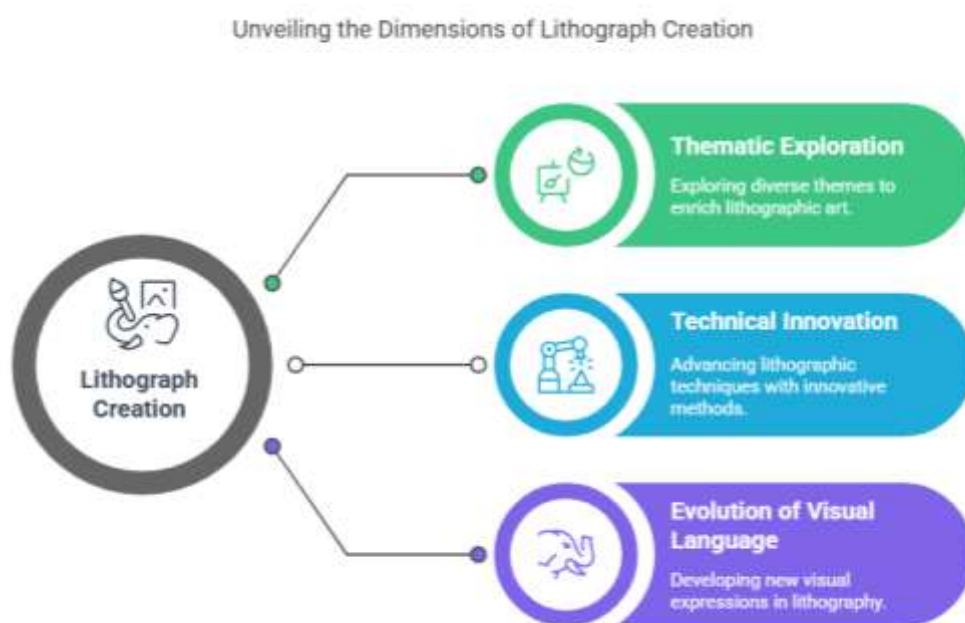 Unveiling the Dimensions of Lithograph Creation
Lithograph
Creation
Thematic Exploration
Exploring diverse themes to
enrich lithographic art.
Technical Innovation
Advancing lithographic
techniques with innovative
methods.
Evolution of Visual
Language
Developing new visual
expressions in lithography.